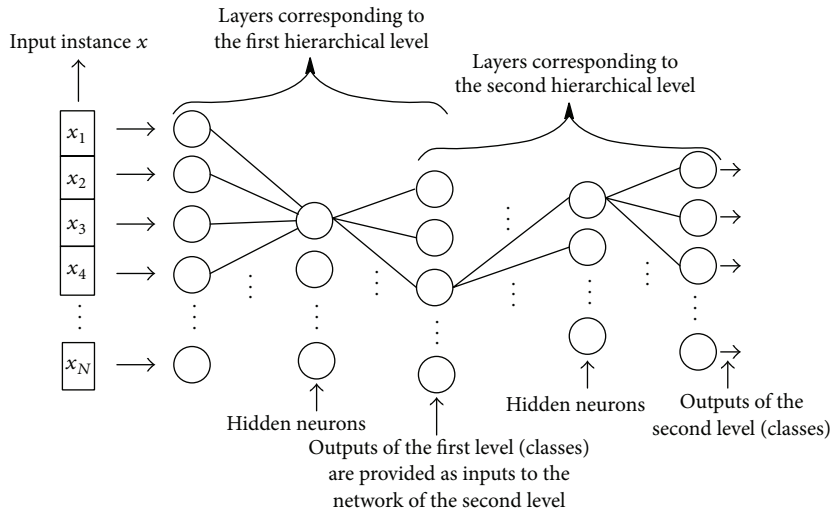 Layers corresponding to
the first hierarchical level
Input instance x
Layers corresponding to
the second hierarchical level
x1
x2
x3
x4
xN
Hidden neurons
Outputs of the first level (classes)
are provided as inputs to the
network of the second level
Hidden neurons
Outputs of the
second level (classes)